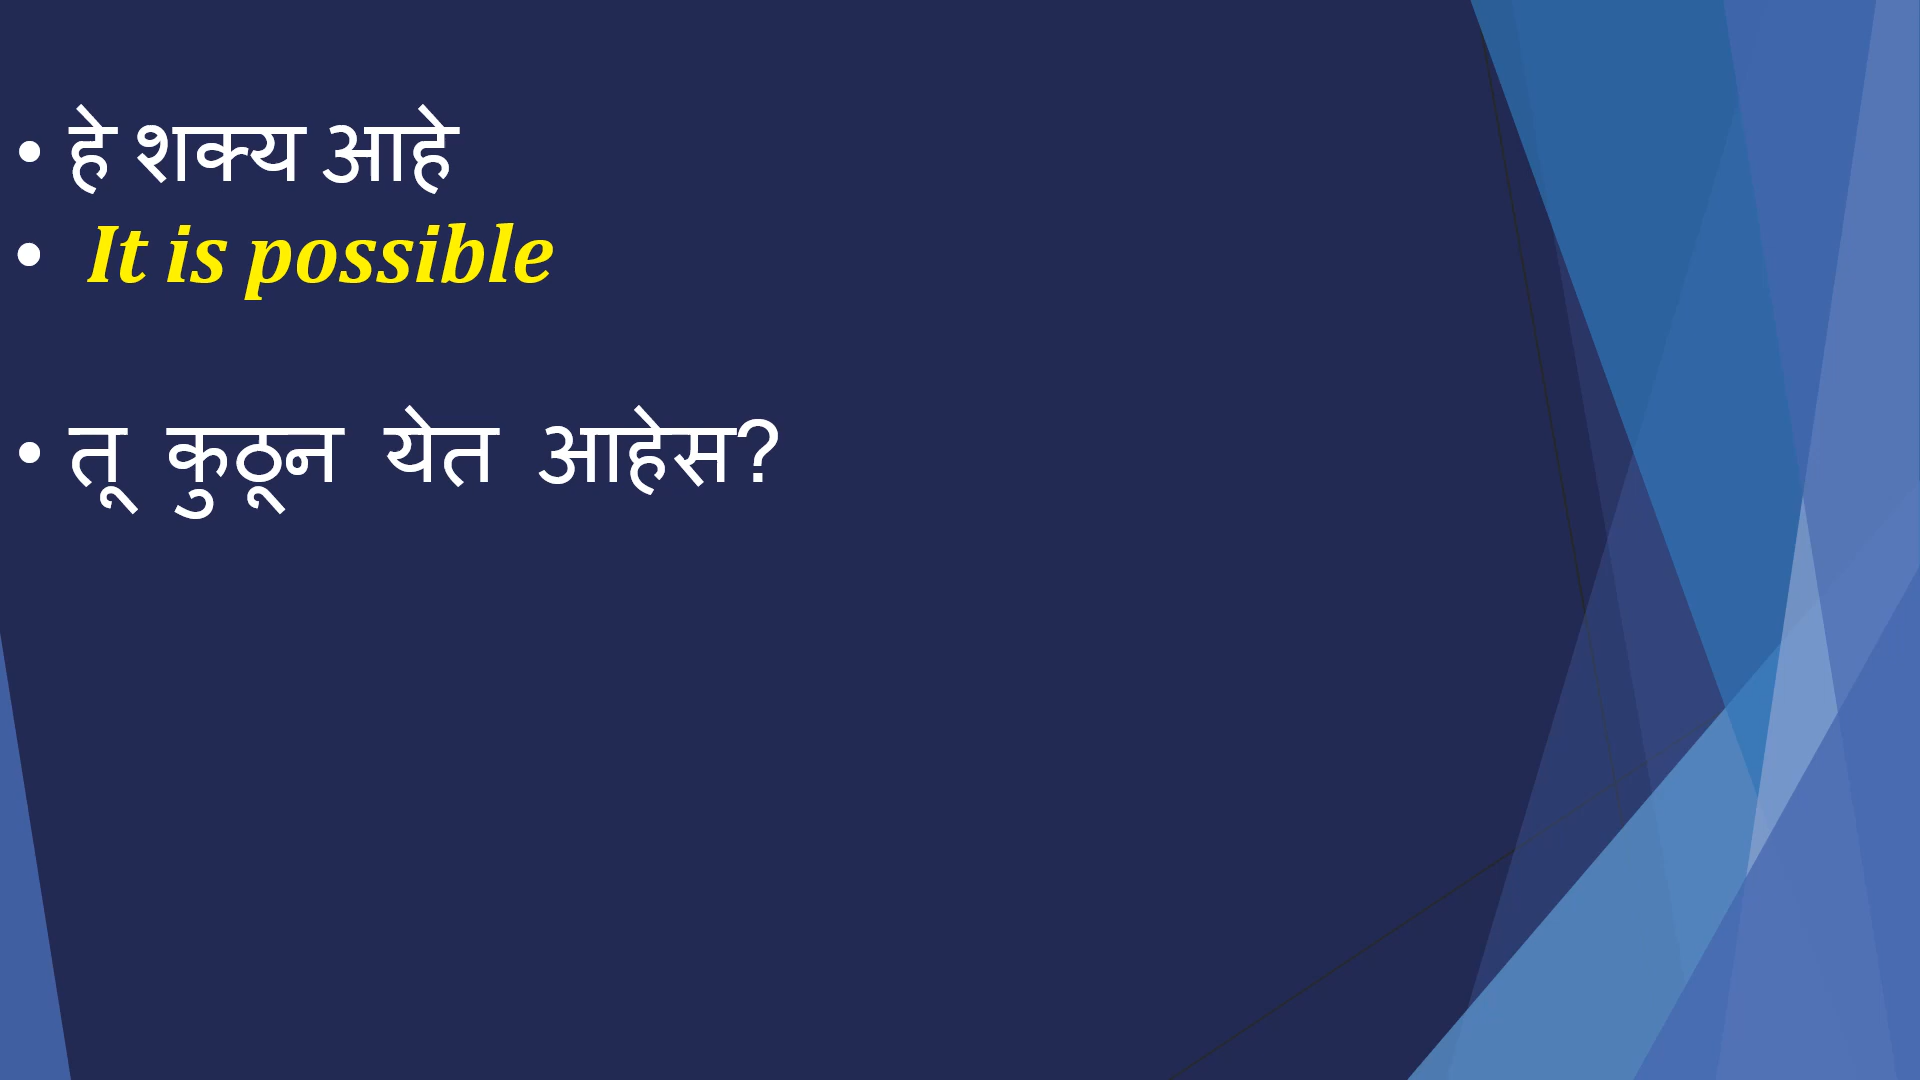 • हे शक्य आहे
• It is possible
• तू कुठून येत आहेस?